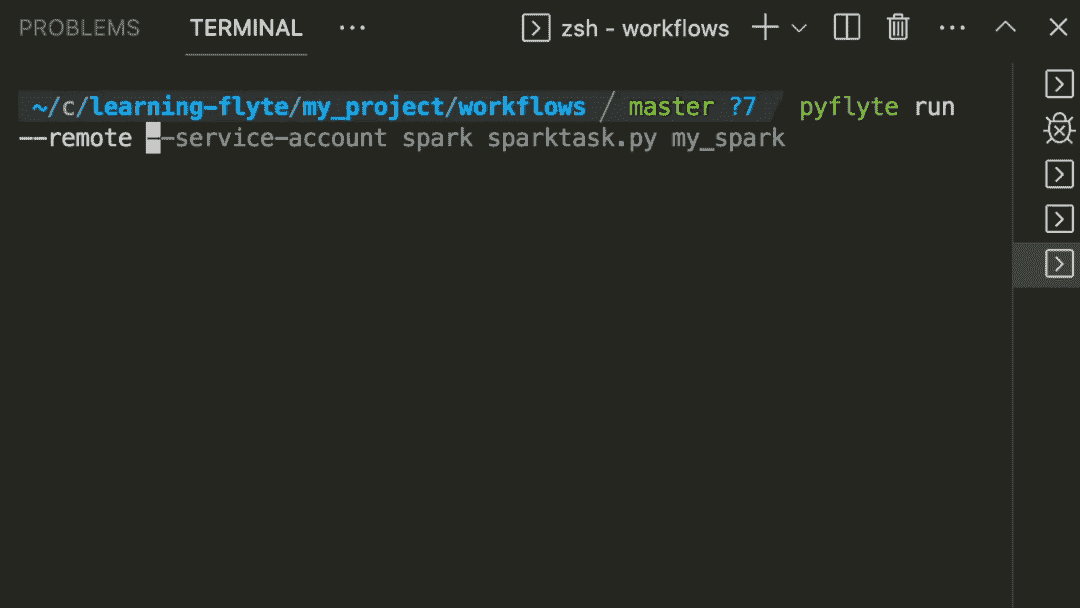 PROBLEMS TERMINAL ··· zsh - workflows
~/c/learning-flyte/my_project/workflows / master ?7 pyflyte run
--remote --service-account spark sparktask.py my_spark